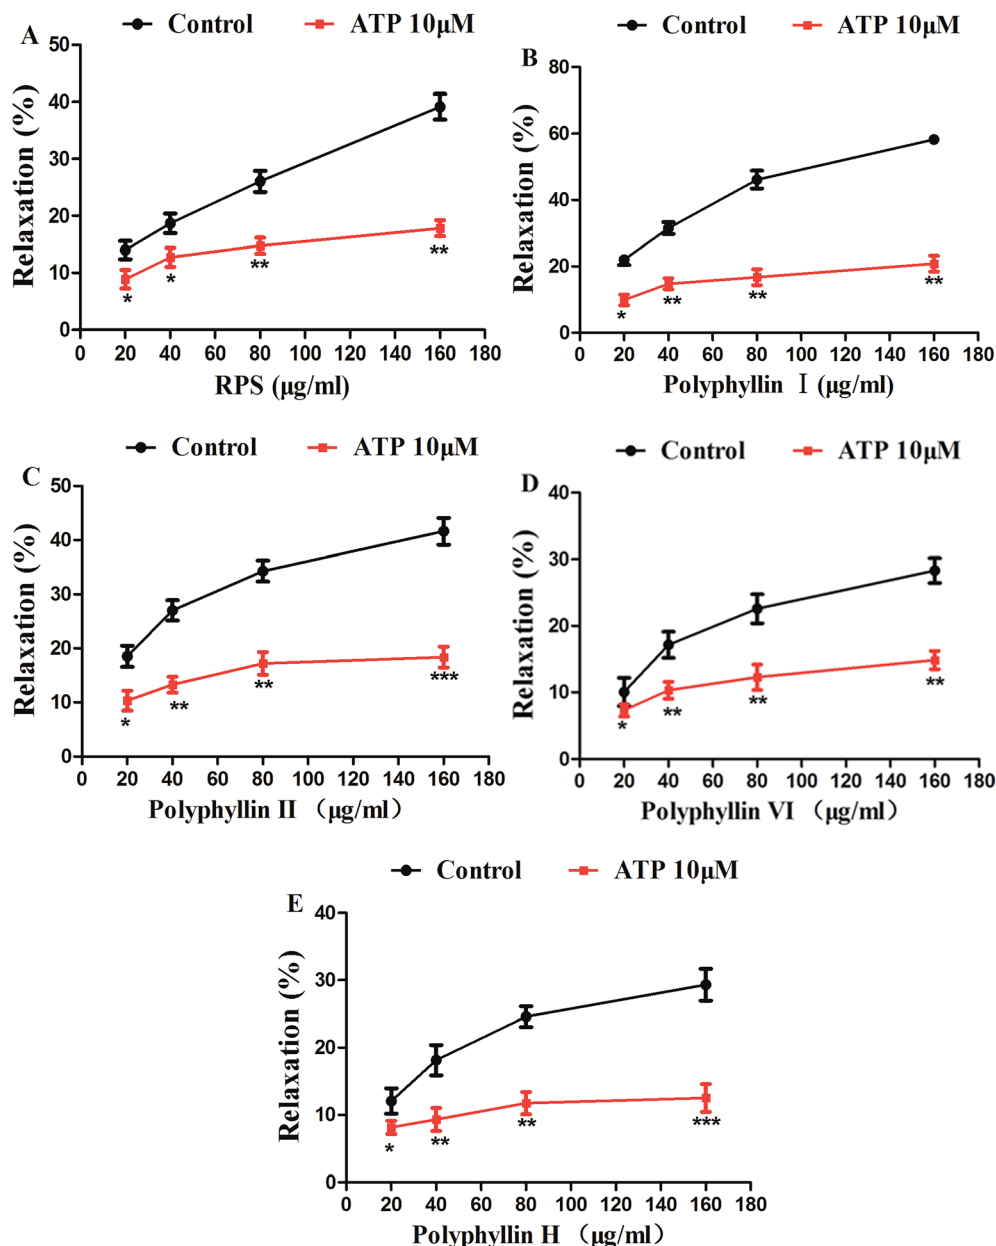 A
Control ATP 10μM
50
40
30
20
10
0
Relaxation (%)
* * ** **
0 20 40 60 80 100 120 140 160 180
RPS (μg/ml)
B
Control ATP 10μM
80
60
40
20
0
Relaxation (%)
* ** ** **
0 20 40 60 80 100 120 140 160 180
Polyphyllin Ⅰ (μg/ml)
C
Control ATP 10μM
50
40
30
20
10
0
Relaxation (%)
* ** ** ***
0 20 40 60 80 100 120 140 160 180
Polyphyllin II （μg/ml）
D
Control ATP 10μM
40
30
20
10
0
Relaxation (%)
* ** ** **
0 20 40 60 80 100 120 140 160 180
Polyphyllin VI （μg/ml）
E
Control ATP 10μM
40
30
20
10
0
Relaxation (%)
* ** ** ***
0 20 40 60 80 100 120 140 160 180
Polyphyllin H （μg/ml）